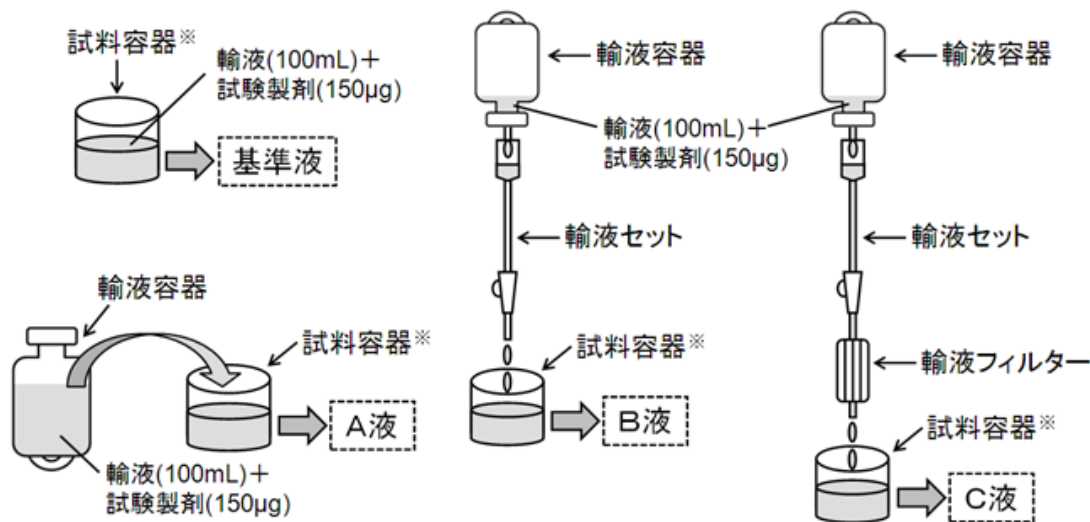 試料容器※
輸液(100mL)+
試験製剤(150μg)
基準液
輸液容器
試料容器※
A液
輸液(100mL)+
試験製剤(150μg)
輸液容器
輸液(100mL)+
試験製剤(150μg)
輸液セット
試料容器※
B液
輸液容器
輸液セット
輸液フィルター
試料容器※
C液